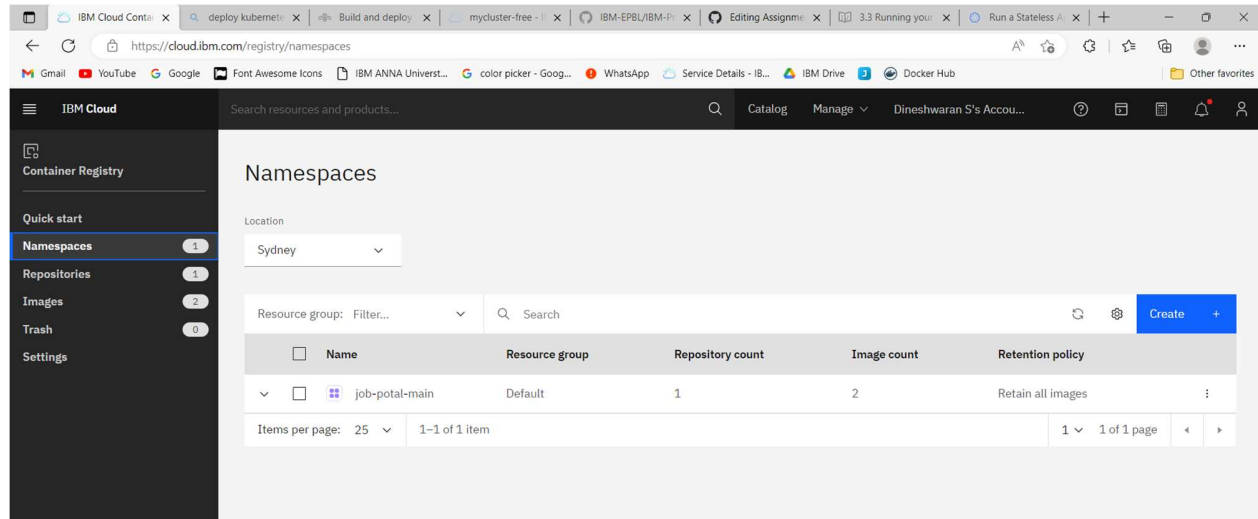 IBM Cloud Contai
deploy kubernete
Build and deploy
mycluster-free - I
IBM-EPBL/IBM-Pr
Editing Assignme
3.3 Running your
Run a Stateless A
https://cloud.ibm.com/registry/namespaces
Gmail YouTube Google Font Awesome Icons IBM ANNA Universt... color picker - Goog... WhatsApp Service Details - IB... IBM Drive Docker Hub Other favorites
IBM Cloud Search resources and products... Catalog Manage Dineshwaran S's Accou...
Container Registry
Quick start
Namespaces 1
Repositories 1
Images 2
Trash 0
Settings
Namespaces
Location
Sydney
Resource group: Filter... Search Create +
Name Resource group Repository count Image count Retention policy
job-potal-main Default 1 2 Retain all images
Items per page: 25 1–1 of 1 item 1 1 of 1 page